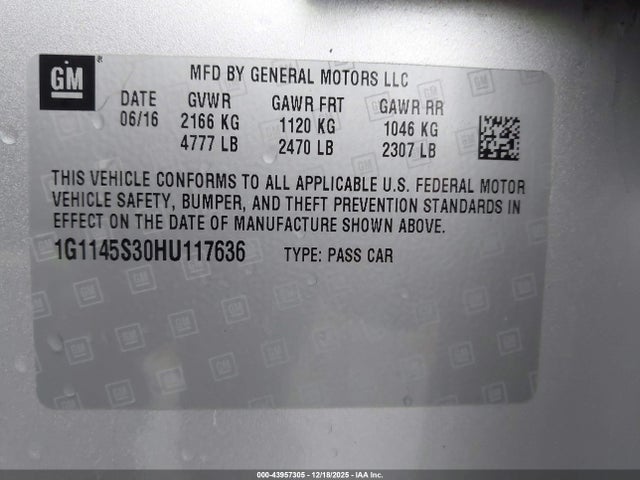 GM
MFD BY GENERAL MOTORS LLC
DATE GVWR GAWR FRT GAWR RR
06/16 2166 KG 1120 KG 1046 KG
4777 LB 2470 LB 2307 LB
THIS VEHICLE CONFORMS TO ALL APPLICABLE U.S. FEDERAL MOTOR
VEHICLE SAFETY, BUMPER, AND THEFT PREVENTION STANDARDS IN
EFFECT ON THE DATE OF MANUFACTURE SHOWN ABOVE.
1G1145S30HU117636 TYPE: PASS CAR
000-43957305 - 12/18/2025 - IAA Inc.